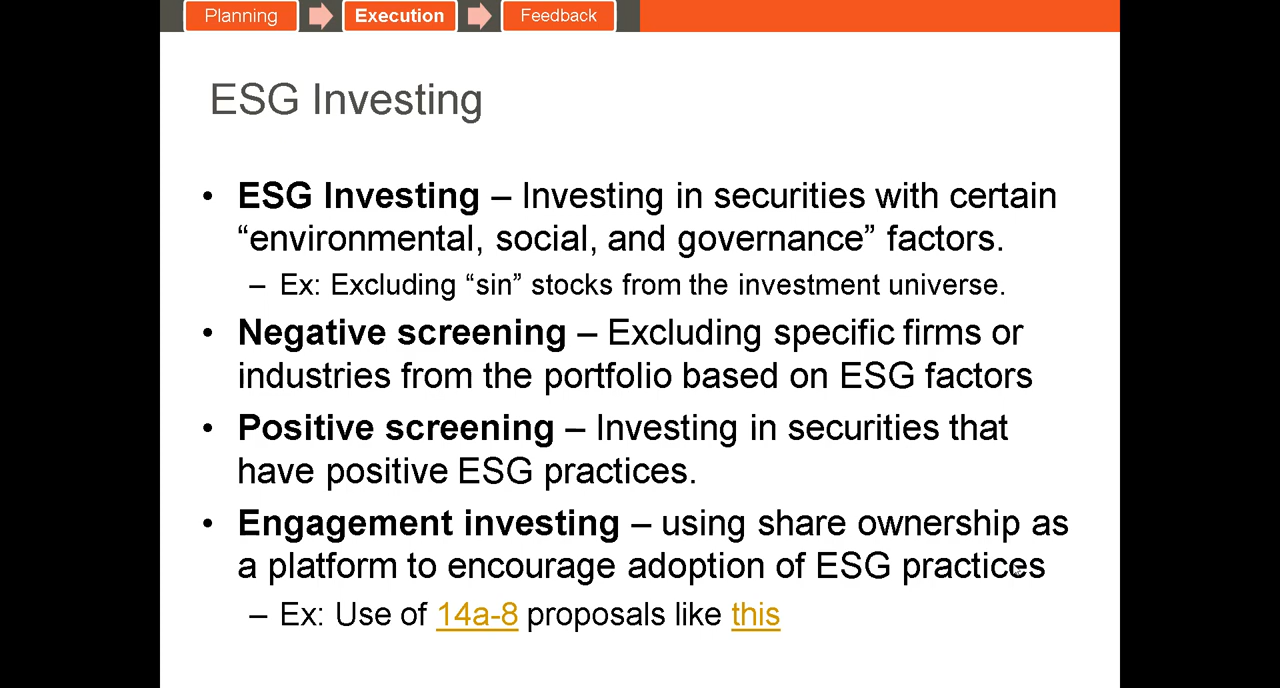 Planning Execution Feedback
ESG Investing
• ESG Investing – Investing in securities with certain
“environmental, social, and governance” factors.
– Ex: Excluding “sin” stocks from the investment universe.
• Negative screening – Excluding specific firms or
industries from the portfolio based on ESG factors
• Positive screening – Investing in securities that
have positive ESG practices.
• Engagement investing – using share ownership as
a platform to encourage adoption of ESG practices
– Ex: Use of 14a-8 proposals like this